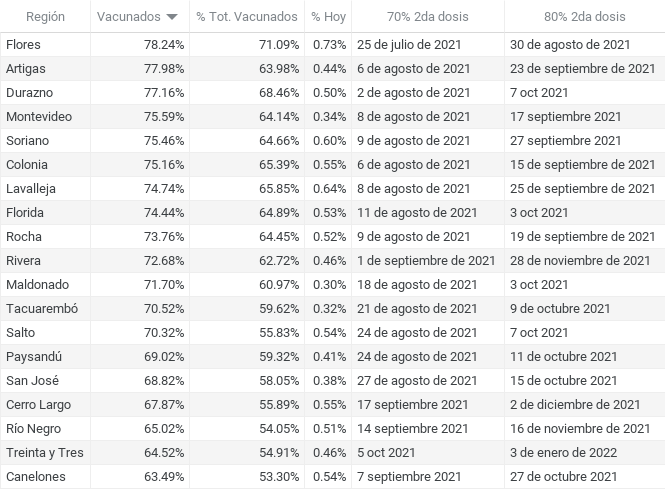 Región Vacunados % Tot. Vacunados % Hoy 70% 2da dosis 80% 2da dosis
Flores 78.24% 71.09% 0.73% 25 de julio de 2021 30 de agosto de 2021
Artigas 77.98% 63.98% 0.44% 6 de agosto de 2021 23 de septiembre de 2021
Durazno 77.16% 68.46% 0.50% 2 de agosto de 2021 7 oct 2021
Montevideo 75.59% 64.14% 0.34% 8 de agosto de 2021 17 septiembre 2021
Soriano 75.46% 64.66% 0.60% 9 de agosto de 2021 27 septiembre 2021
Colonia 75.16% 65.39% 0.55% 6 de agosto de 2021 15 de septiembre de 2021
Lavalleja 74.74% 65.85% 0.64% 8 de agosto de 2021 25 de septiembre de 2021
Florida 74.44% 64.89% 0.53% 11 de agosto de 2021 3 oct 2021
Rocha 73.76% 64.45% 0.52% 9 de agosto de 2021 19 de septiembre de 2021
Rivera 72.68% 62.72% 0.46% 1 de septiembre de 2021 28 de noviembre de 2021
Maldonado 71.70% 60.97% 0.30% 18 de agosto de 2021 3 oct 2021
Tacuarembó 70.52% 59.62% 0.32% 21 de agosto de 2021 9 de octubre 2021
Salto 70.32% 55.83% 0.54% 24 de agosto de 2021 7 oct 2021
Paysandú 69.02% 59.32% 0.41% 24 de agosto de 2021 11 de octubre 2021
San José 68.82% 58.05% 0.38% 27 de agosto de 2021 15 de octubre 2021
Cerro Largo 67.87% 55.89% 0.55% 17 septiembre 2021 2 de diciembre de 2021
Río Negro 65.02% 54.05% 0.51% 14 septiembre 2021 16 de noviembre de 2021
Treinta y Tres 64.52% 54.91% 0.46% 5 oct 2021 3 de enero de 2022
Canelones 63.49% 53.30% 0.54% 7 septiembre 2021 27 de octubre 2021